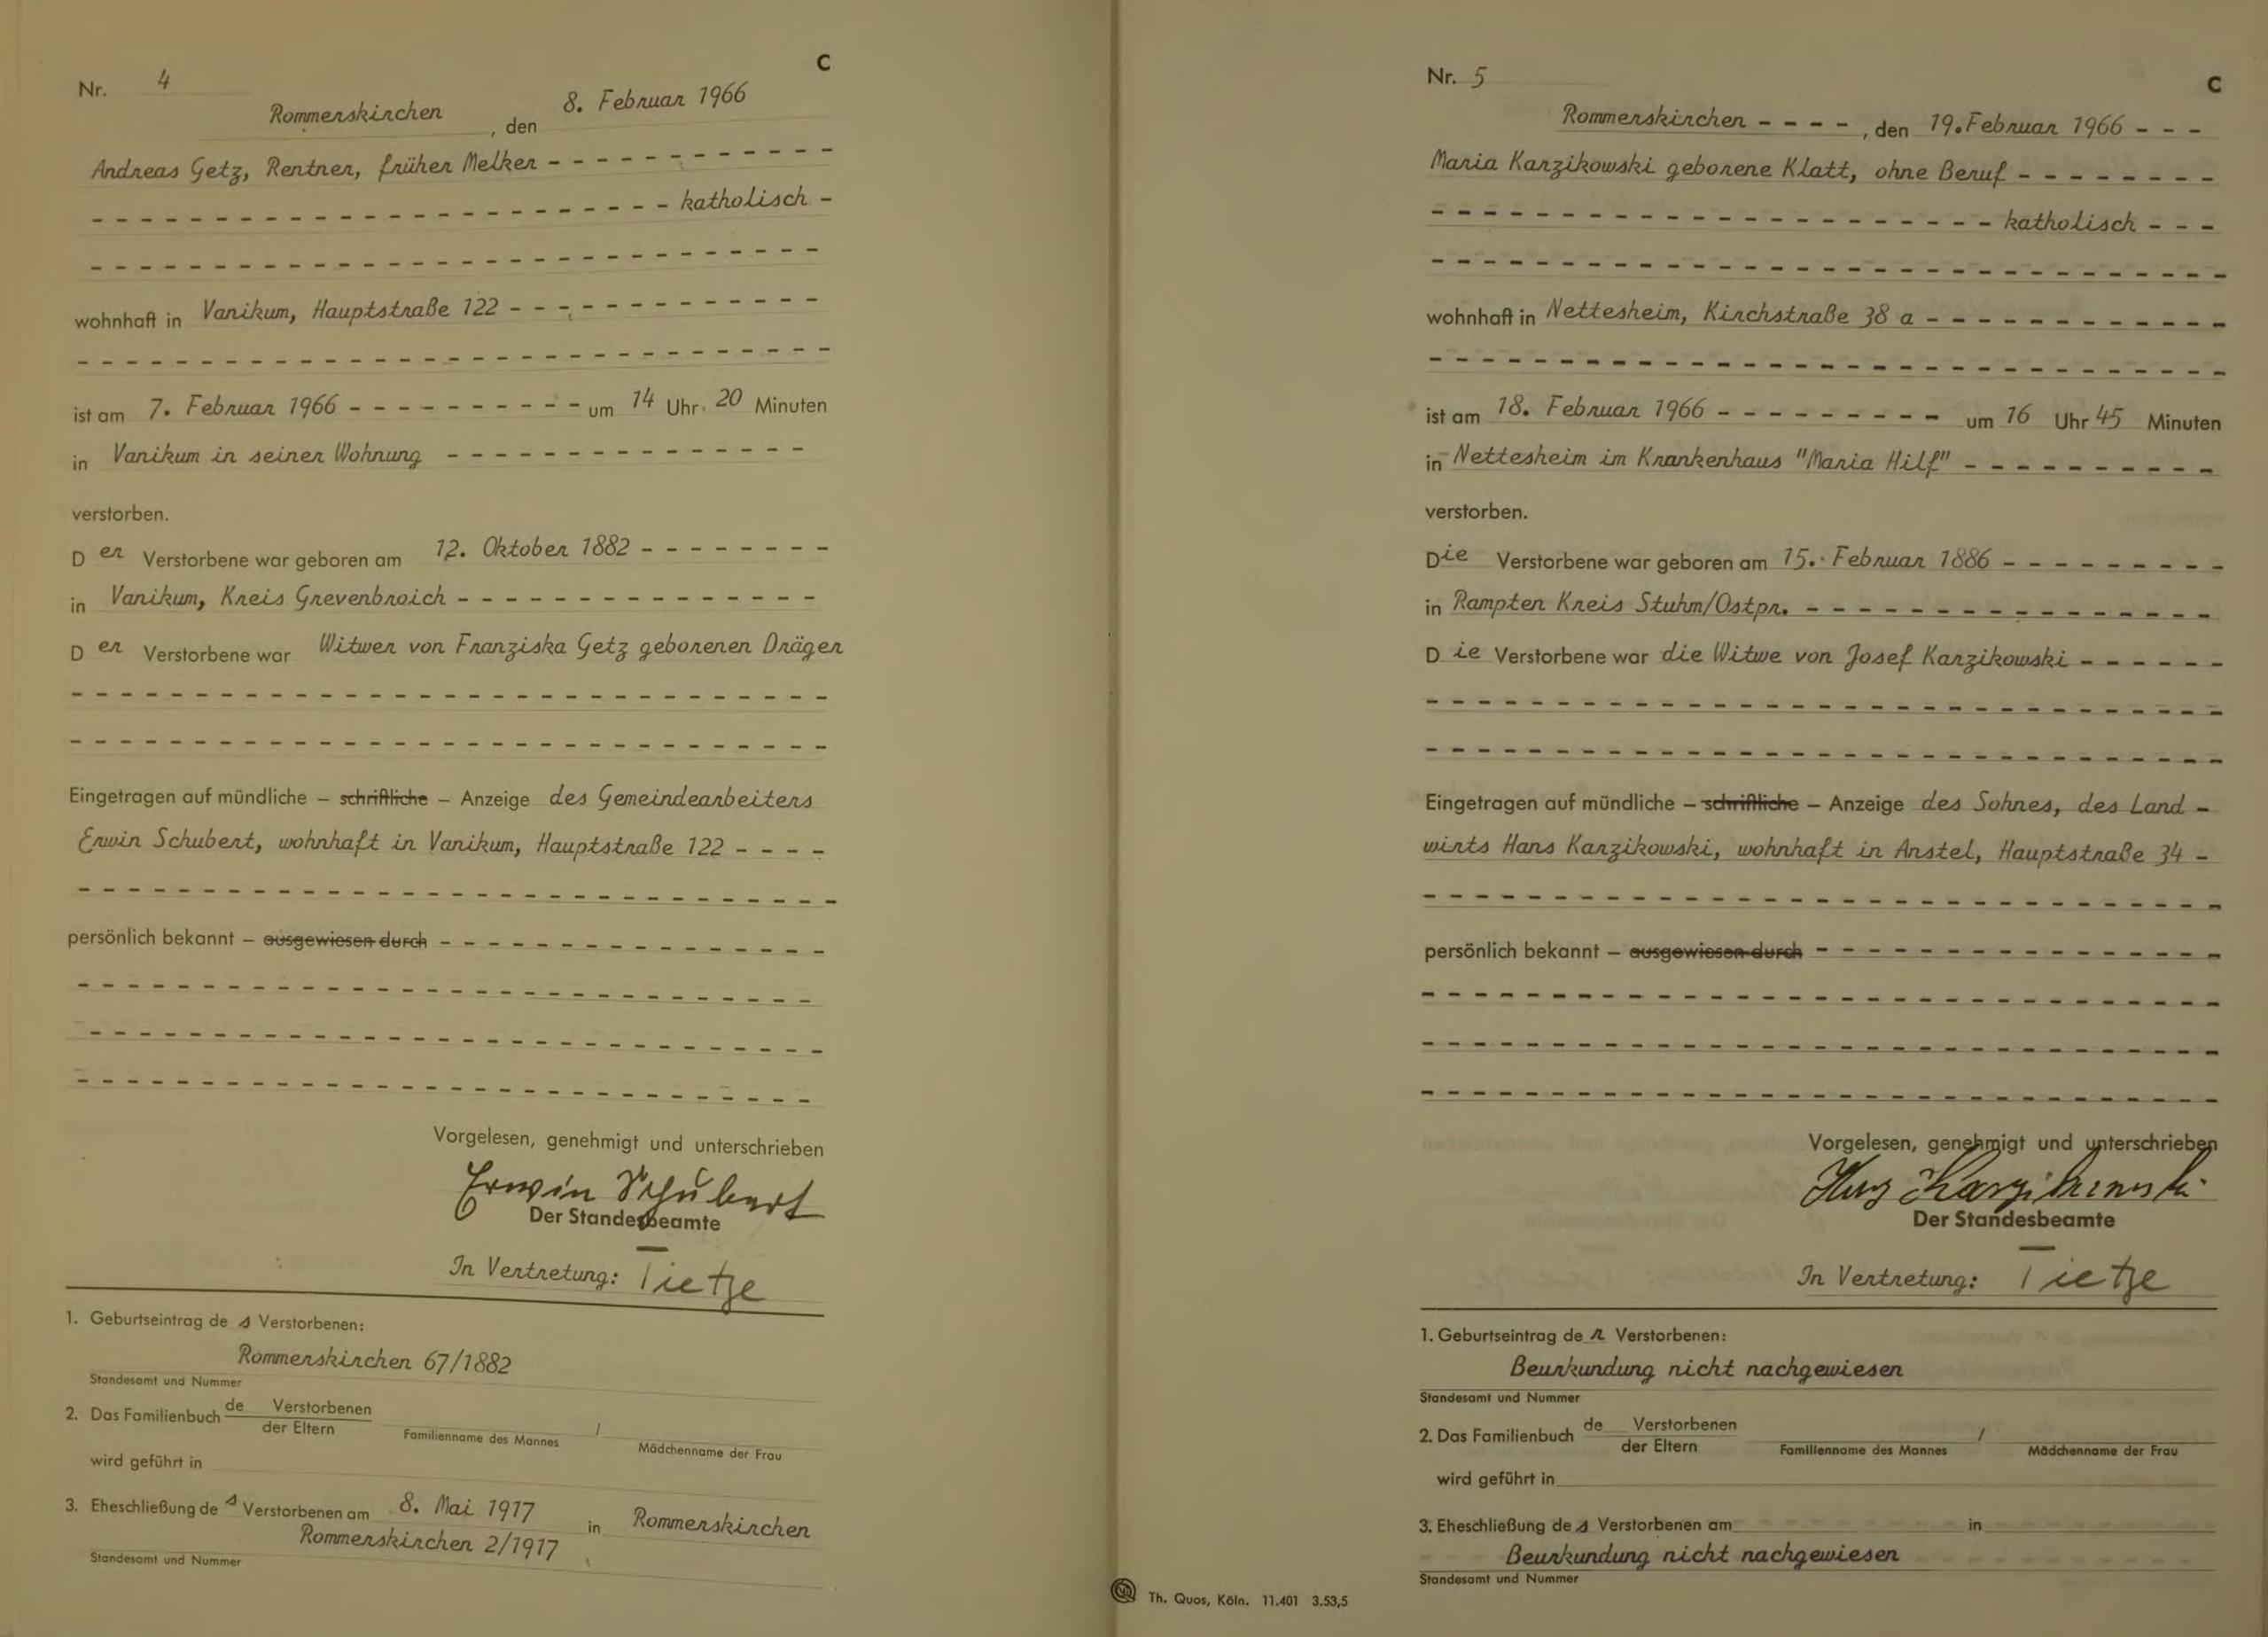 Nr. 4
C
Rommerskirchen, den 8. Februar 1966
Andreas Getz, Rentner, früher Melker - - - - - - - - - - - -
- - - - - - - - - - - - - - - - - - - - - - - katholisch -
wohnhaft in Vanikum, Hauptstraße 122 - - - - - - - - - - - - -
ist am 7. Februar 1966 - - - - - - - - - - um 14 Uhr 20 Minuten
in Vanikum in seiner Wohnung - - - - - - - - - - - - - - -
verstorben.
Der Verstorbene war geboren am 12. Oktober 1882 - - - - - - - -
in Vanikum, Kreis Grevenbroich - - - - - - - - - - - - - - -
Der Verstorbene war Witwer von Franziska Getz geborenen Dräger
Eingetragen auf mündliche – schriftliche – Anzeige des Gemeindearbeiters
Erwin Schubert, wohnhaft in Vanikum, Hauptstraße 122 - - - -
persönlich bekannt – ausgewiesen durch - - - - - - - - - - - - - - -
Vorgelesen, genehmigt und unterschrieben
Erwin Schubert
Der Standesbeamte
In Vertretung: Tietze
1. Geburtseintrag des Verstorbenen:
Rommerskirchen 67/1882
Standesamt und Nummer
2. Das Familienbuch de Verstorbenen
der Eltern
Familienname des Mannes / Mädchenname der Frau
wird geführt in
3. Eheschließung des Verstorbenen am 8. Mai 1917 in Rommerskirchen
Rommerskirchen 2/1917
Standesamt und Nummer
Nr. 5
C
Rommerskirchen - - - - , den 19. Februar 1966 - - -
Maria Karzikowski geborene Klatt, ohne Beruf - - - - - - - -
- - - - - - - - - - - - - - - - - - - - - - katholisch - - -
wohnhaft in Nettesheim, Kirchstraße 38 a - - - - - - - - - - - -
ist am 18. Februar 1966 - - - - - - - - - um 16 Uhr 45 Minuten
in Nettesheim im Krankenhaus "Maria Hilf" - - - - - - - - - -
verstorben.
Die Verstorbene war geboren am 15. Februar 1886 - - - - - - - - -
in Rampten Kreis Stuhm/Ostpr. - - - - - - - - - - - - - - - -
Die Verstorbene war die Witwe von Josef Karzikowski - - - - - -
Eingetragen auf mündliche – schriftliche – Anzeige des Sohnes, des Land -
wirts Hans Karzikowski, wohnhaft in Anstel, Hauptstraße 34 -
persönlich bekannt – ausgewiesen durch - - - - - - - - - - - - - - - -
Vorgelesen, genehmigt und unterschrieben
Karzikowski
Der Standesbeamte
In Vertretung: Tietze
1. Geburtseintrag der Verstorbenen:
Beurkundung nicht nachgewiesen
Standesamt und Nummer
2. Das Familienbuch de Verstorbenen
der Eltern
Familienname des Mannes / Mädchenname der Frau
wird geführt in
3. Eheschließung des Verstorbenen am - - - - - - in - - - - - -
Beurkundung nicht nachgewiesen
Standesamt und Nummer
Th. Quos, Köln. 11.401 3.53,5